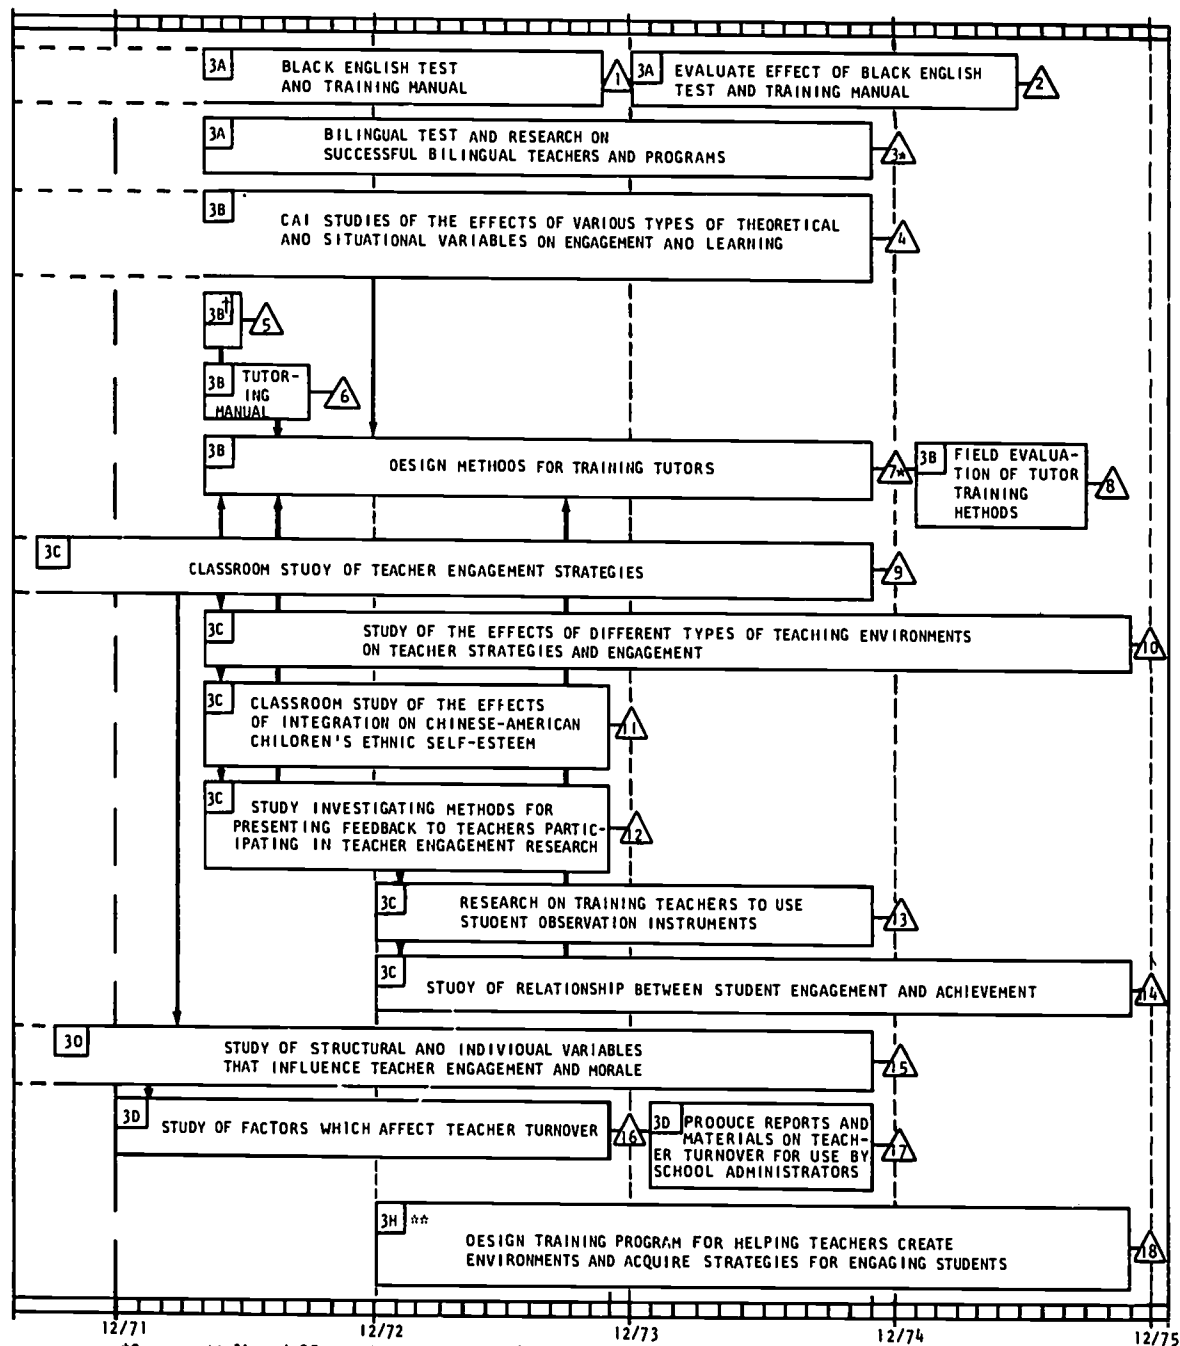 3A BLACK ENGLISH TEST
AND TRAINING MANUAL
1
3A EVALUATE EFFECT OF BLACK ENGLISH
TEST AND TRAINING MANUAL
2
3A BILINGUAL TEST AND RESEARCH ON
SUCCESSFUL BILINGUAL TEACHERS AND PROGRAMS
3*
3B CAI STUDIES OF THE EFFECTS OF VARIOUS TYPES OF THEORETICAL
AND SITUATIONAL VARIABLES ON ENGAGEMENT AND LEARNING
4
3B†
5
3B TUTOR-
ING
MANUAL
6
3B DESIGN METHODS FOR TRAINING TUTORS
7*
3B FIELD EVALUA-
TION OF TUTOR
TRAINING
METHODS
8
3C CLASSROOM STUDY OF TEACHER ENGAGEMENT STRATEGIES
9
3C STUDY OF THE EFFECTS OF DIFFERENT TYPES OF TEACHING ENVIRONMENTS
ON TEACHER STRATEGIES AND ENGAGEMENT
10
3C CLASSROOM STUDY OF THE EFFECTS
OF INTEGRATION ON CHINESE-AMERICAN
CHILDREN'S ETHNIC SELF-ESTEEM
11
3C STUDY INVESTIGATING METHODS FOR
PRESENTING FEEDBACK TO TEACHERS PARTIC-
IPATING IN TEACHER ENGAGEMENT RESEARCH
12
3C RESEARCH ON TRAINING TEACHERS TO USE
STUDENT OBSERVATION INSTRUMENTS
13
3C STUDY OF RELATIONSHIP BETWEEN STUDENT ENGAGEMENT AND ACHIEVEMENT
14
3D STUDY OF STRUCTURAL AND INDIVIDUAL VARIABLES
THAT INFLUENCE TEACHER ENGAGEMENT AND MORALE
15
3D STUDY OF FACTORS WHICH AFFECT TEACHER TURNOVER
16
3D PRODUCE REPORTS AND
MATERIALS ON TEACH-
ER TURNOVER FOR USE BY
SCHOOL ADMINISTRATORS
17
3H **
DESIGN TRAINING PROGRAM FOR HELPING TEACHERS CREATE
ENVIRONMENTS AND ACQUIRE STRATEGIES FOR ENGAGING STUDENTS
18
12/71 12/72 12/73 12/74 12/75